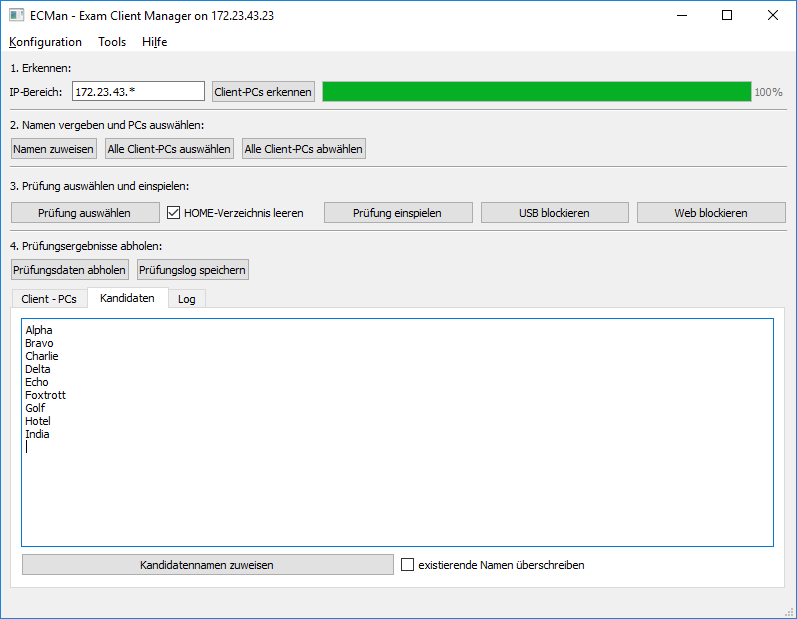 ECMan - Exam Client Manager on 172.23.43.23
Konfiguration Tools Hilfe
1. Erkennen:
IP-Bereich: 172.23.43.* Client-PCs erkennen 100%
2. Namen vergeben und PCs auswählen:
Namen zuweisen Alle Client-PCs auswählen Alle Client-PCs abwählen
3. Prüfung auswählen und einspielen:
Prüfung auswählen HOME-Verzeichnis leeren Prüfung einspielen USB blockieren Web blockieren
4. Prüfungsergebnisse abholen:
Prüfungsdaten abholen Prüfungslog speichern
Client - PCs Kandidaten Log
Alpha
Bravo
Charlie
Delta
Echo
Foxtrott
Golf
Hotel
India
Kandidatennamen zuweisen existierende Namen überschreiben